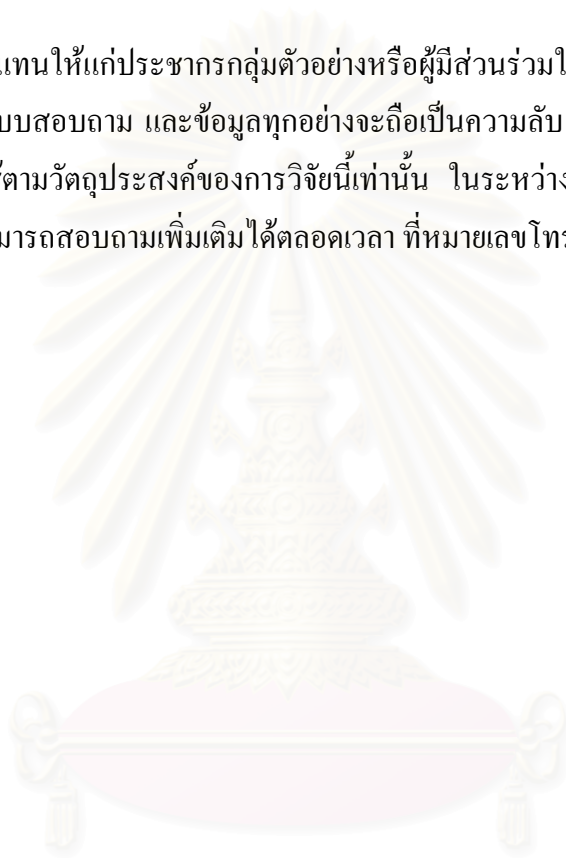 แทนให้แก่ประชากรกลุ่มตัวอย่างหรือผู้มีส่วนร่วมใ
บบสอบถาม และข้อมูลทุกอย่างจะถือเป็นความลับ
ตามวัตถุประสงค์ของการวิจัยนี้เท่านั้น ในระหว่าง
มารถสอบถามเพิ่มเติมได้ตลอดเวลา ที่หมายเลขโทร